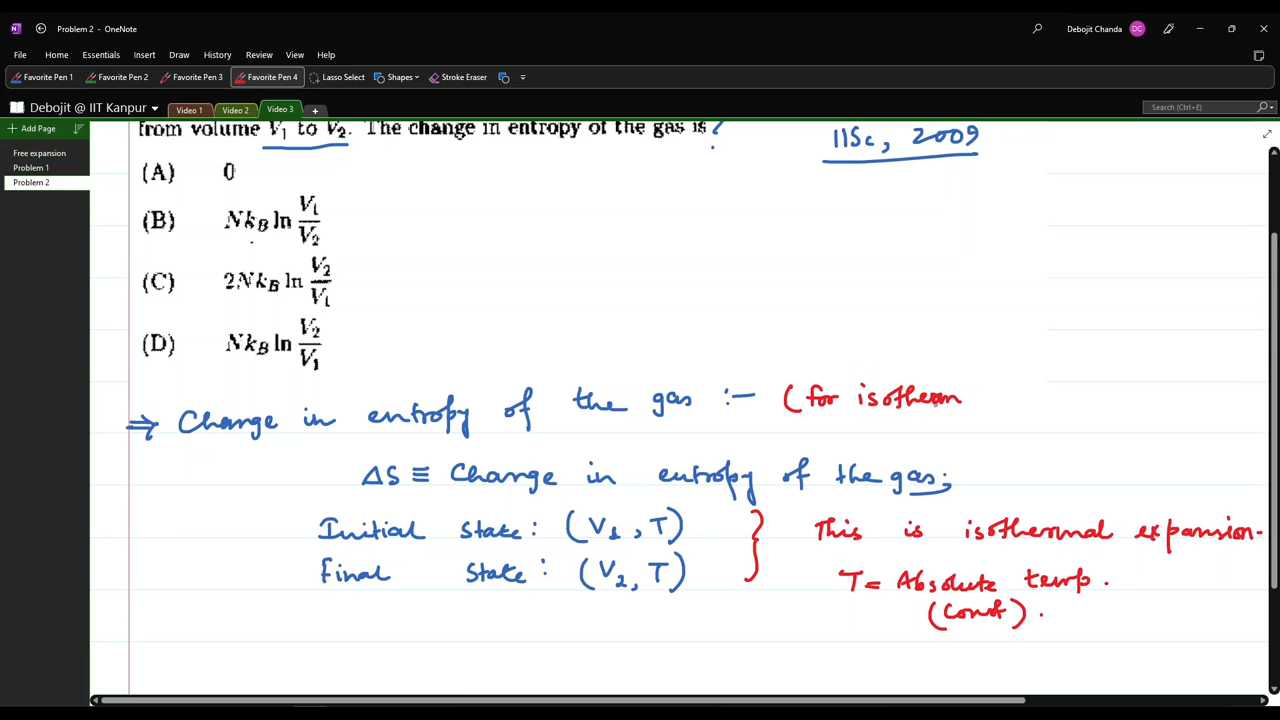 Problem 2 - OneNote
Debojit Chanda DC
File Home Essentials Insert Draw History Review View Help
Favorite Pen 1 Favorite Pen 2 Favorite Pen 3 Favorite Pen 4 Lasso Select Shapes Stroke Eraser
Debojit @ IIT Kanpur Video 1 Video 2 Video 3 +
Search (Ctrl+E)
Add Page
Free expansion
Problem 1
Problem 2
from volume V₁ to V₂. The change in entropy of the gas is?
IISc, 2009
(A) 0
(B) Nk_B ln V₁/V₂
(C) 2Nk_B ln V₂/V₁
(D) Nk_B ln V₂/V₁
⇒ Change in entropy of the gas :- (for isotherm
ΔS ≡ Change in entropy of the gas;
Initial state: (V₁, T) } This is isothermal expansion.
Final state: (V₂, T)
T = Absolute temp.
(Const).